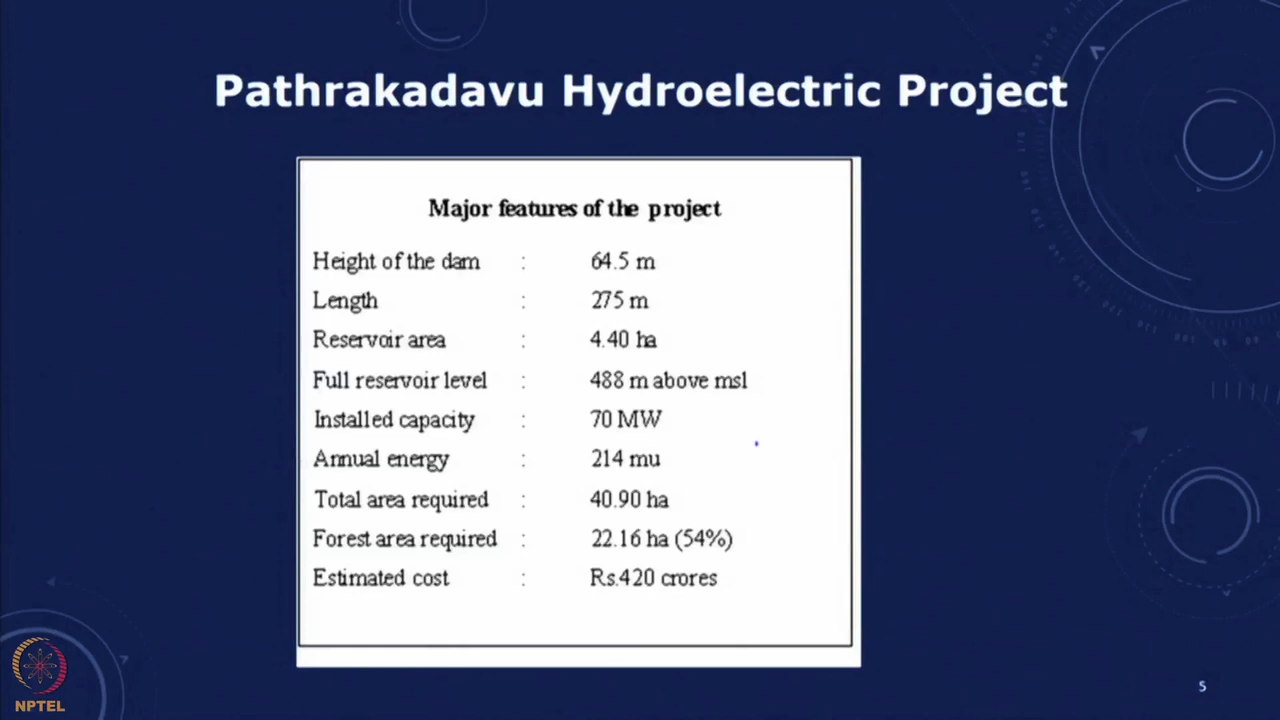 Pathrakadavu Hydroelectric Project
Major features of the project
Height of the dam : 64.5 m
Length : 275 m
Reservoir area : 4.40 ha
Full reservoir level : 488 m above msl
Installed capacity : 70 MW
Annual energy : 214 mu
Total area required : 40.90 ha
Forest area required : 22.16 ha (54%)
Estimated cost : Rs.420 crores
NPTEL
5